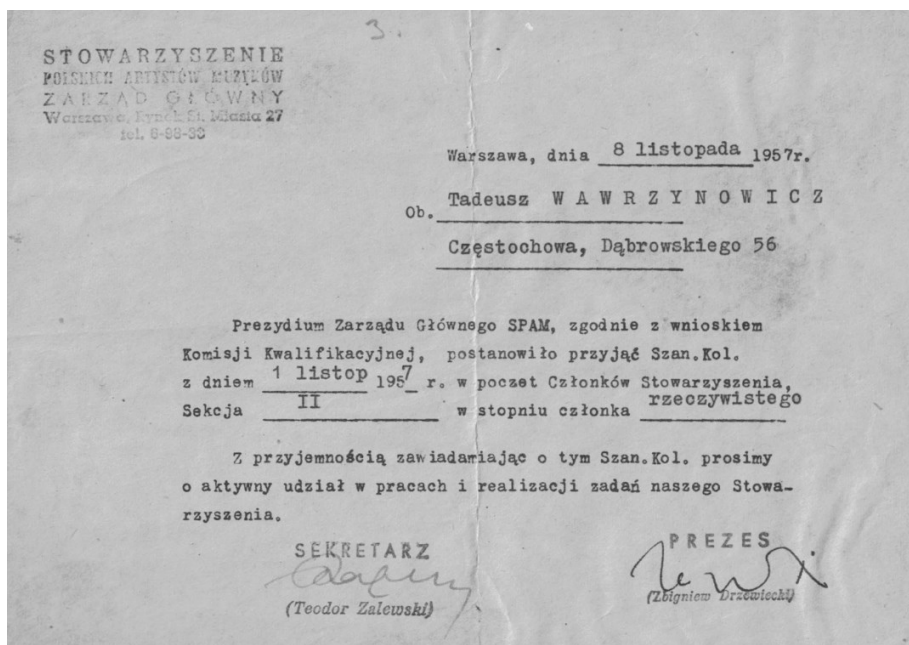 3.
STOWARZYSZENIE
POLSKICH ARTYSTÓW MUZYKÓW
ZARZĄD GŁÓWNY
Warszawa, Rynek St. Miasta 27
tel. 6-98-33
Warszawa, dnia 8 listopada 1957r.
Ob. Tadeusz WAWRZYNOWICZ
Częstochowa, Dąbrowskiego 56
Prezydium Zarządu Głównego SPAM, zgodnie z wnioskiem
Komisji Kwalifikacyjnej, postanowiło przyjąć Szan.Kol.
z dniem 1 listop 1957 r. w poczet Członków Stowarzyszenia,
Sekcja II w stopniu członka rzeczywistego
Z przyjemnością zawiadamiając o tym Szan.Kol. prosimy
o aktywny udział w pracach i realizacji zadań naszego Stowa-
rzyszenia.
SEKRETARZ
(Teodor Zalewski)
PREZES
(Zbigniew Drzewiecki)